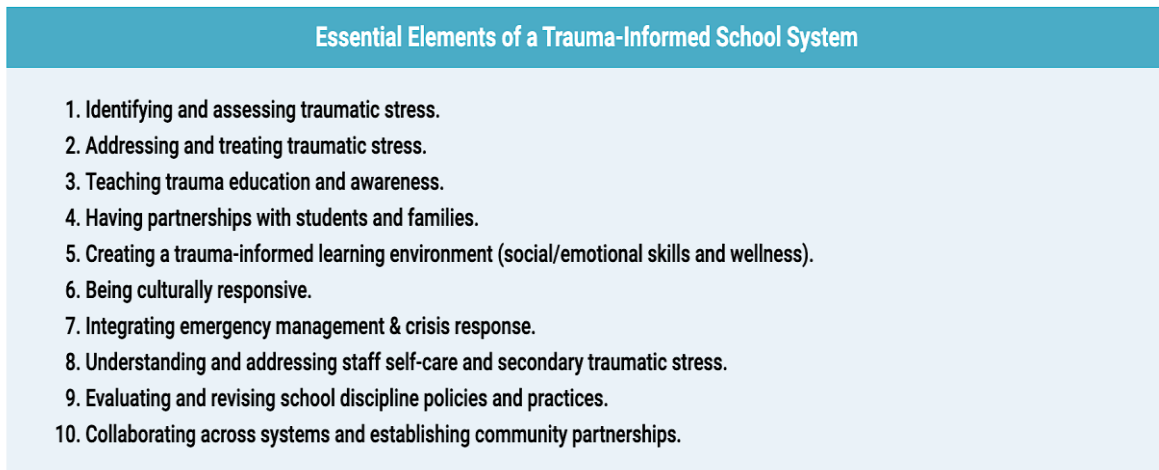 Essential Elements of a Trauma-Informed School System
1. Identifying and assessing traumatic stress.
2. Addressing and treating traumatic stress.
3. Teaching trauma education and awareness.
4. Having partnerships with students and families.
5. Creating a trauma-informed learning environment (social/emotional skills and wellness).
6. Being culturally responsive.
7. Integrating emergency management & crisis response.
8. Understanding and addressing staff self-care and secondary traumatic stress.
9. Evaluating and revising school discipline policies and practices.
10. Collaborating across systems and establishing community partnerships.